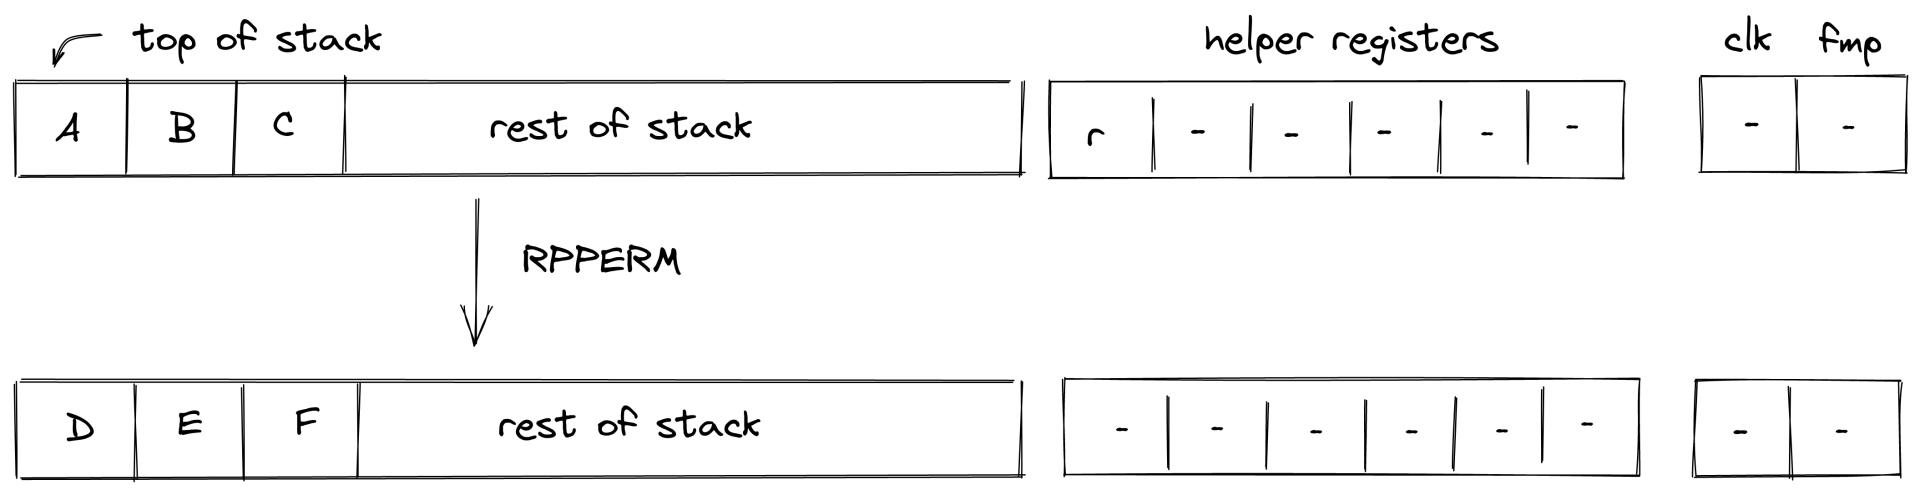 top of stack helper registers clk fmp
A B C rest of stack r - - - - - - -
RPPERM
D E F rest of stack - - - - - - - -